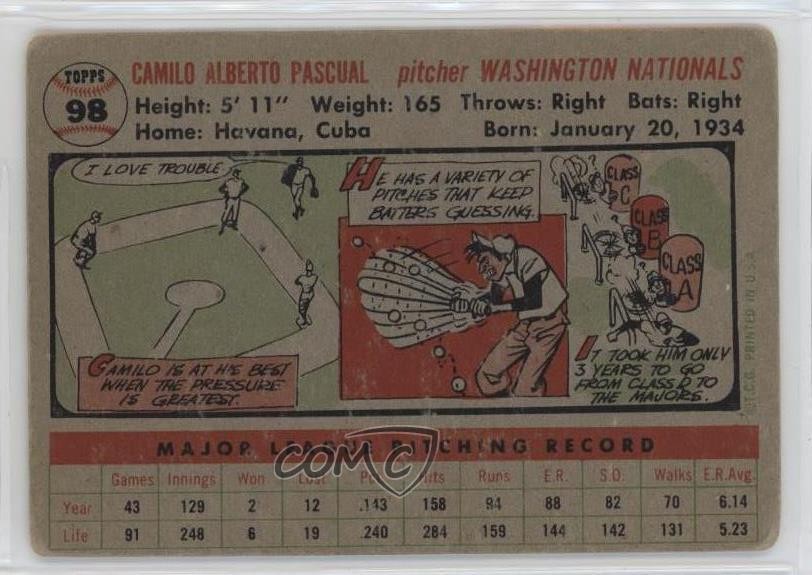 TOPPS
98
CAMILO ALBERTO PASCUAL pitcher WASHINGTON NATIONALS
Height: 5' 11" Weight: 165 Throws: Right Bats: Right
Home: Havana, Cuba Born: January 20, 1934
I LOVE TROUBLE
CAMILO IS AT HIS BEST
WHEN THE PRESSURE
IS GREATEST.
HE HAS A VARIETY OF
PITCHES THAT KEEP
BATTERS GUESSING.
CLASS
C
CLASS
B
CLASS
A
IT TOOK HIM ONLY
3 YEARS TO GO
FROM CLASS D TO
THE MAJORS.
T.C.G. PRINTED IN U.S.A.
MAJOR LEAGUE PITCHING RECORD
Games Innings Won Lost Hits Runs E.R. S.O. Walks E.R.Avg.
Year 43 129 2 12 .143 158 94 88 82 70 6.14
Life 91 248 6 19 .240 284 159 144 142 131 5.23
COMC